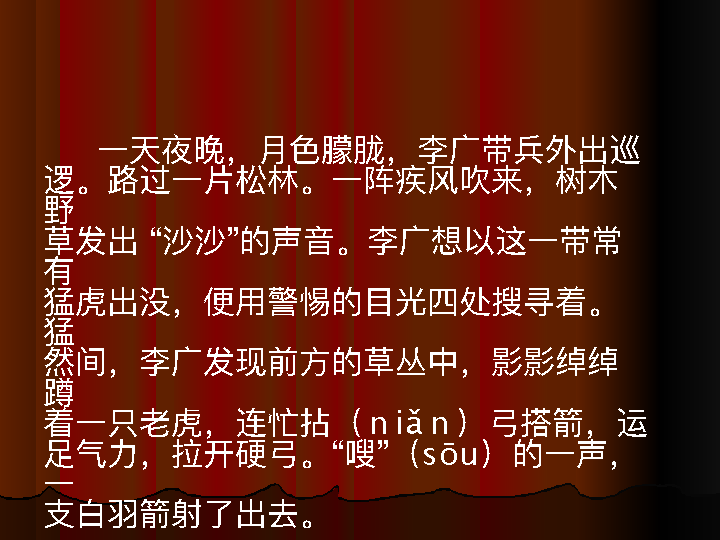 一天夜晚，月色朦胧，李广带兵外出巡
逻。路过一片松林。一阵疾风吹来，树木
野
草发出 “沙沙”的声音。李广想以这一带常
有
猛虎出没，便用警惕的目光四处搜寻着。
猛
然间，李广发现前方的草丛中，影影绰绰
蹲
着一只老虎，连忙拈（ｎｉǎｎ）弓搭箭，运
足气力，拉开硬弓。“嗖”（sōu）的一声，
一
支白羽箭射了出去。